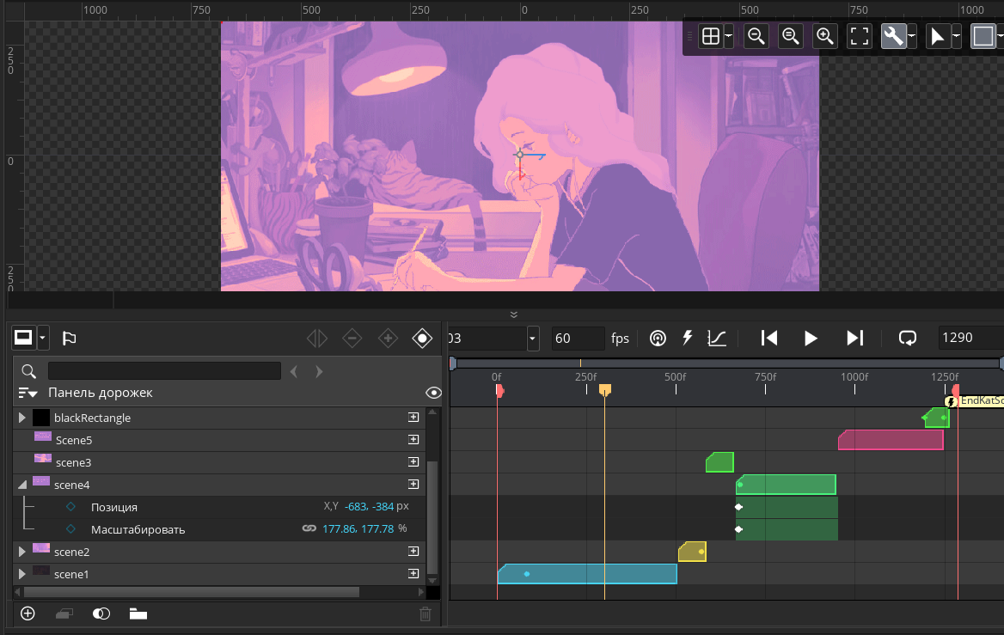 1000 750 500 250 0 250 500 750 1000
250
0
250
03 60 fps 1290
Панель дорожек
0f 250f 500f 750f 1000f 1250f
EndKatSc
blackRectangle
Scene5
scene3
scene4
Позиция X,Y -683, -384 px
Масштабировать 177.86, 177.78 %
scene2
scene1